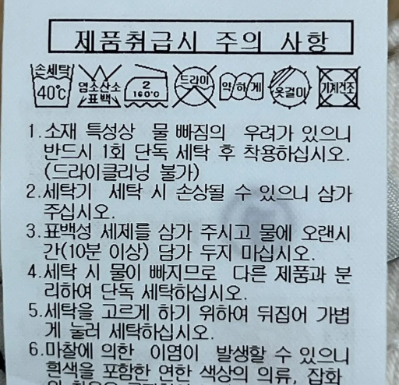 제품취급시 주의 사항
손세탁 40℃ 염소산소 표백 2 160℃ 드라이 약하게 옷걸이 기계건조
1.소재 특성상 물 빠짐의 우려가 있으니
반드시 1회 단독 세탁 후 착용하십시오.
(드라이클리닝 불가)
2.세탁기 세탁 시 손상될 수 있으니 삼가
주십시오.
3.표백성 세제를 삼가 주시고 물에 오랜시
간(10분 이상) 담가 두지 마십시오.
4.세탁 시 물이 빠지므로 다른 제품과 분
리하여 단독 세탁하십시오.
5.세탁을 고르게 하기 위하여 뒤집어 가볍
게 눌러 세탁하십시오.
6.마찰에 의한 이염이 발생할 수 있으니
흰색을 포함한 연한 색상의 의류, 잡화